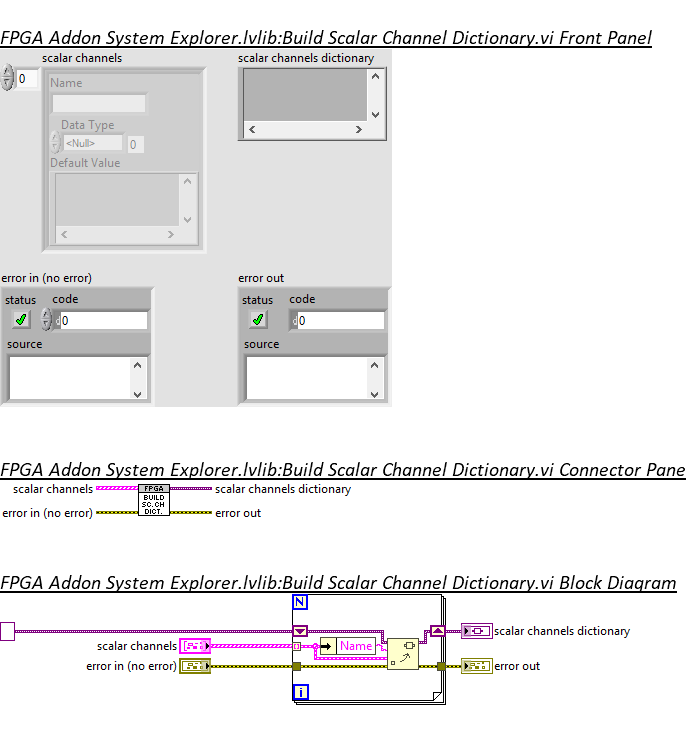 FPGA Addon System Explorer.lvlib:Build Scalar Channel Dictionary.vi Front Panel
scalar channels
scalar channels dictionary
0
Name
Data Type
<Null>
0
Default Value
error in (no error)
error out
status
code
status
code
0
0
source
source
FPGA Addon System Explorer.lvlib:Build Scalar Channel Dictionary.vi Connector Pane
scalar channels
FPGA
BUILD
SC.CH
DICT.
scalar channels dictionary
error in (no error)
error out
FPGA Addon System Explorer.lvlib:Build Scalar Channel Dictionary.vi Block Diagram
N
scalar channels dictionary
scalar channels
Name
error in (no error)
error out
i